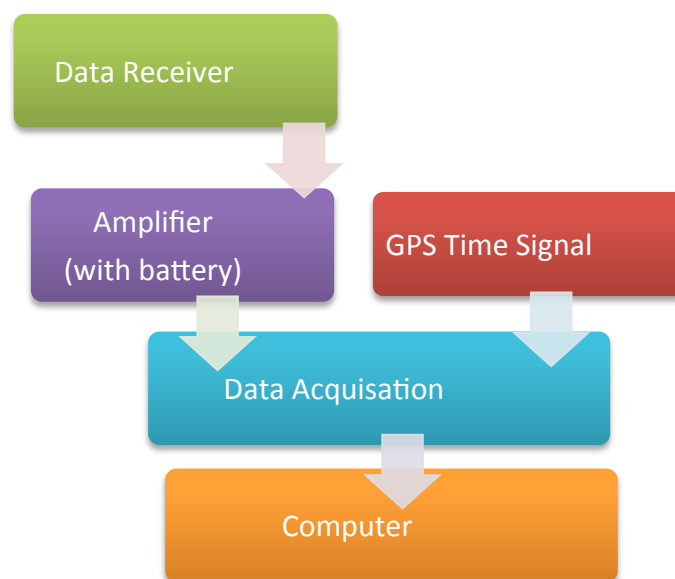 Data Receiver
Amplifier
(with battery)
GPS Time Signal
Data Acquisation
Computer